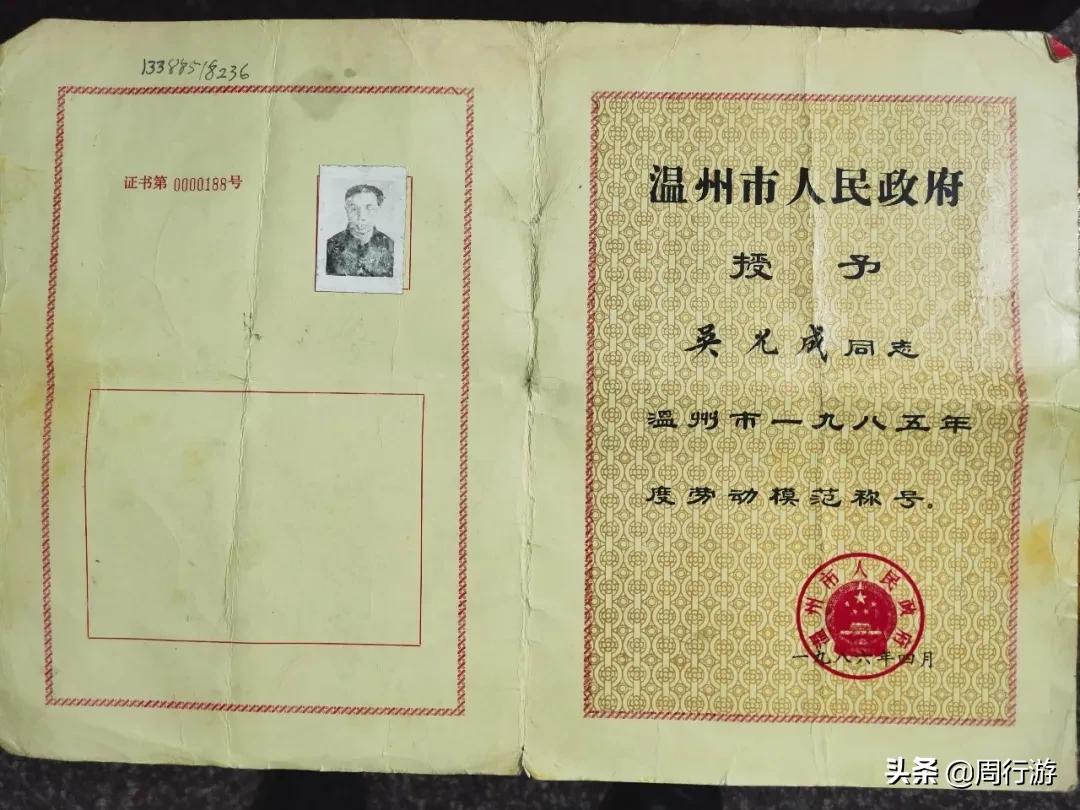 13388518236
证书第 0000188号
温州市人民政府
授予
吴光成同志
温州市一九八五年
度劳动模范称号。
温州市人民政府
一九八六年四月
头条 @周行游